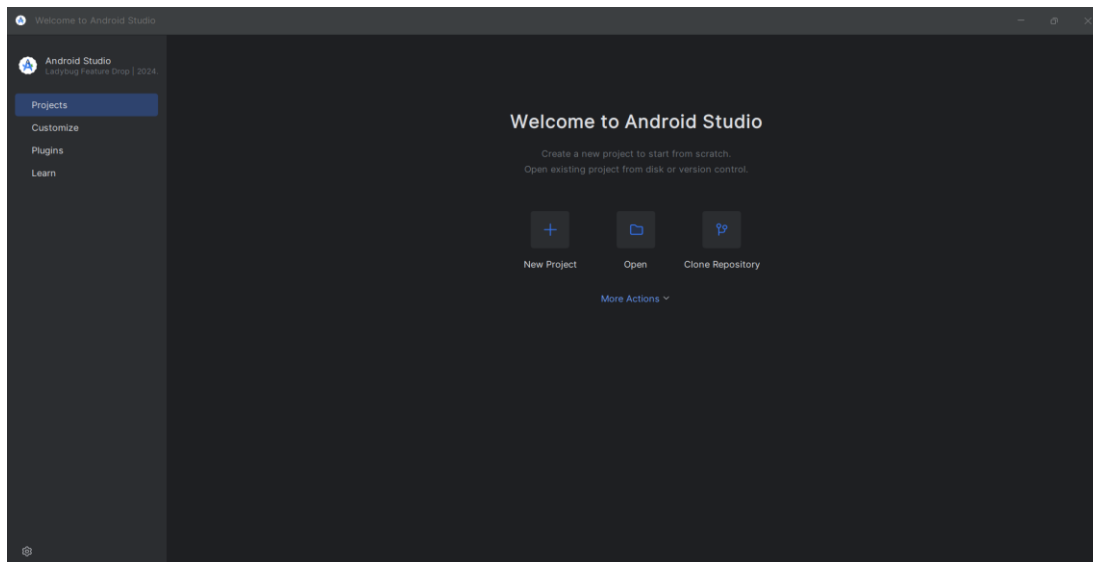 Welcome to Android Studio
Android Studio
Ladybug Feature Drop | 2024.
Projects
Customize
Plugins
Learn
Welcome to Android Studio
Create a new project to start from scratch.
Open existing project from disk or version control.
New Project
Open
Clone Repository
More Actions